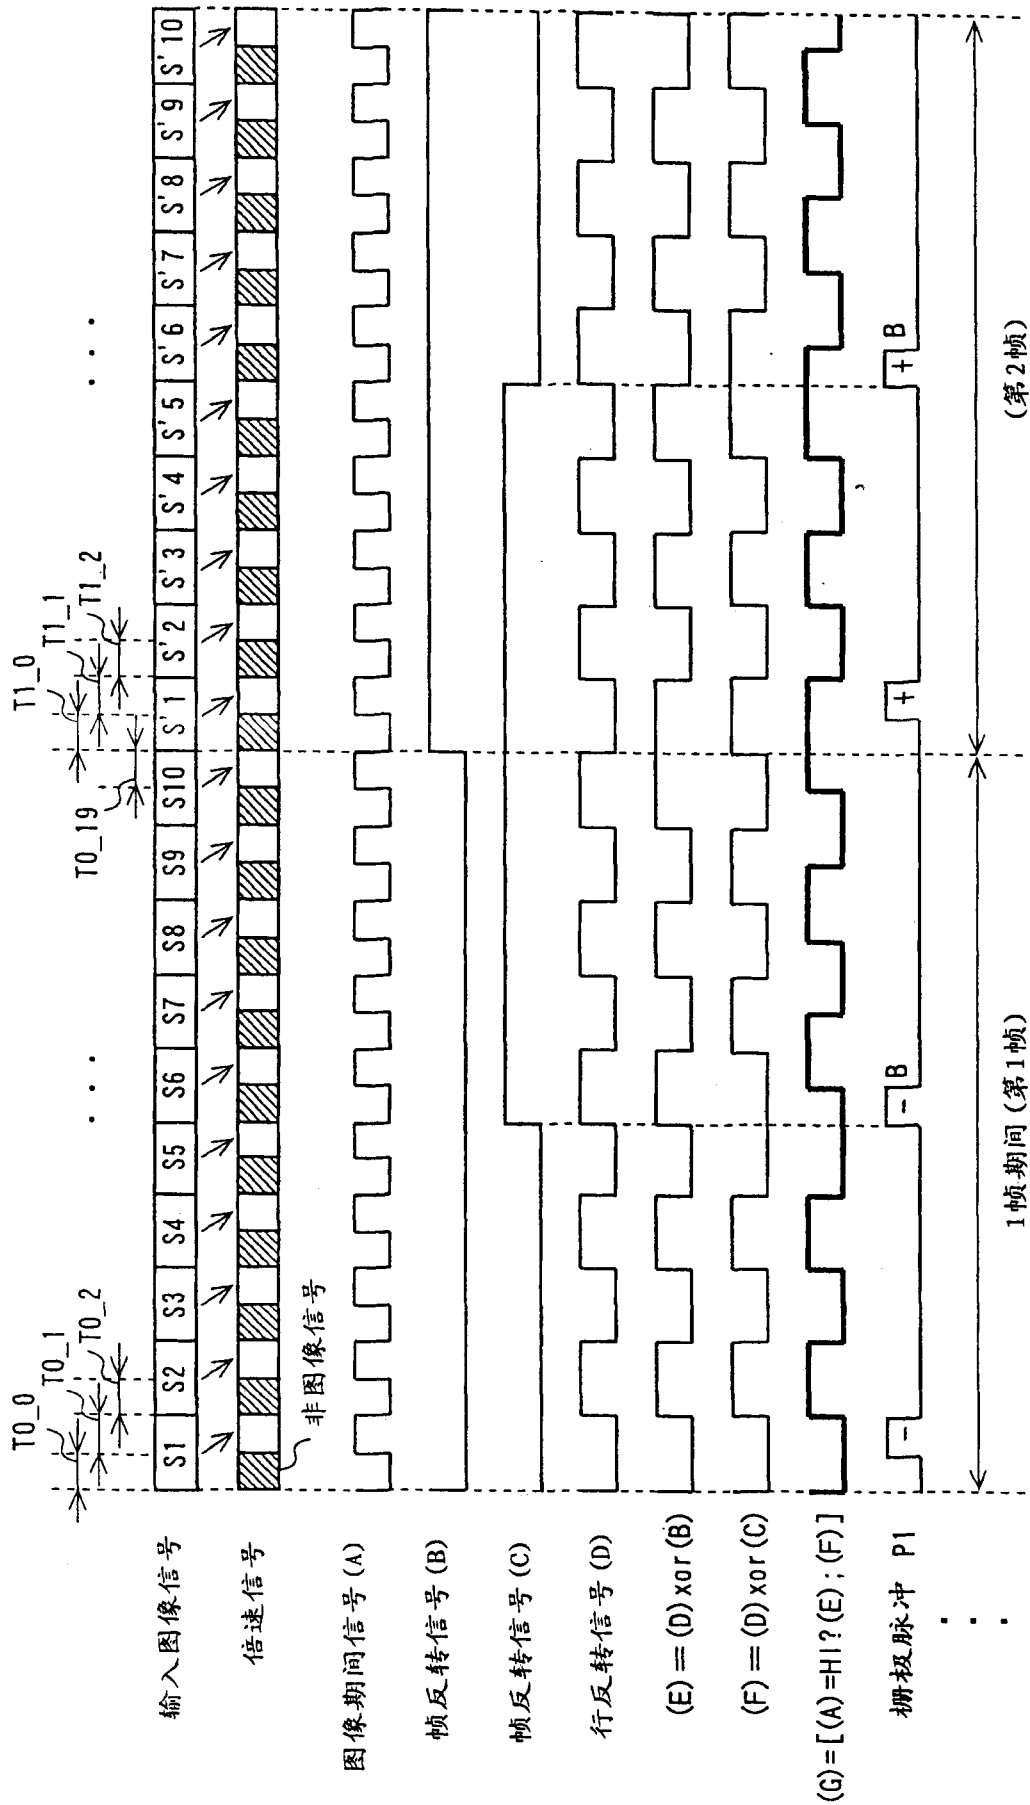 T0_0
T0_1
T0_2
T0_19
T1_0
T1_1
T1_2
. . .
. . .
输入图像信号 S1 S2 S3 S4 S5 S6 S7 S8 S9 S10 S'1 S'2 S'3 S'4 S'5 S'6 S'7 S'8 S'9 S'10
倍速信号
非图像信号
图像期间信号(A)
帧反转信号(B)
帧反转信号(C)
行反转信号(D)
(E)=(D)xor(B)
(F)=(D)xor(C)
(G)=[(A)=HI?(E);(F)]
栅极脉冲 P1 − − B + + B
. . .
1帧期间(第1帧) (第2帧)